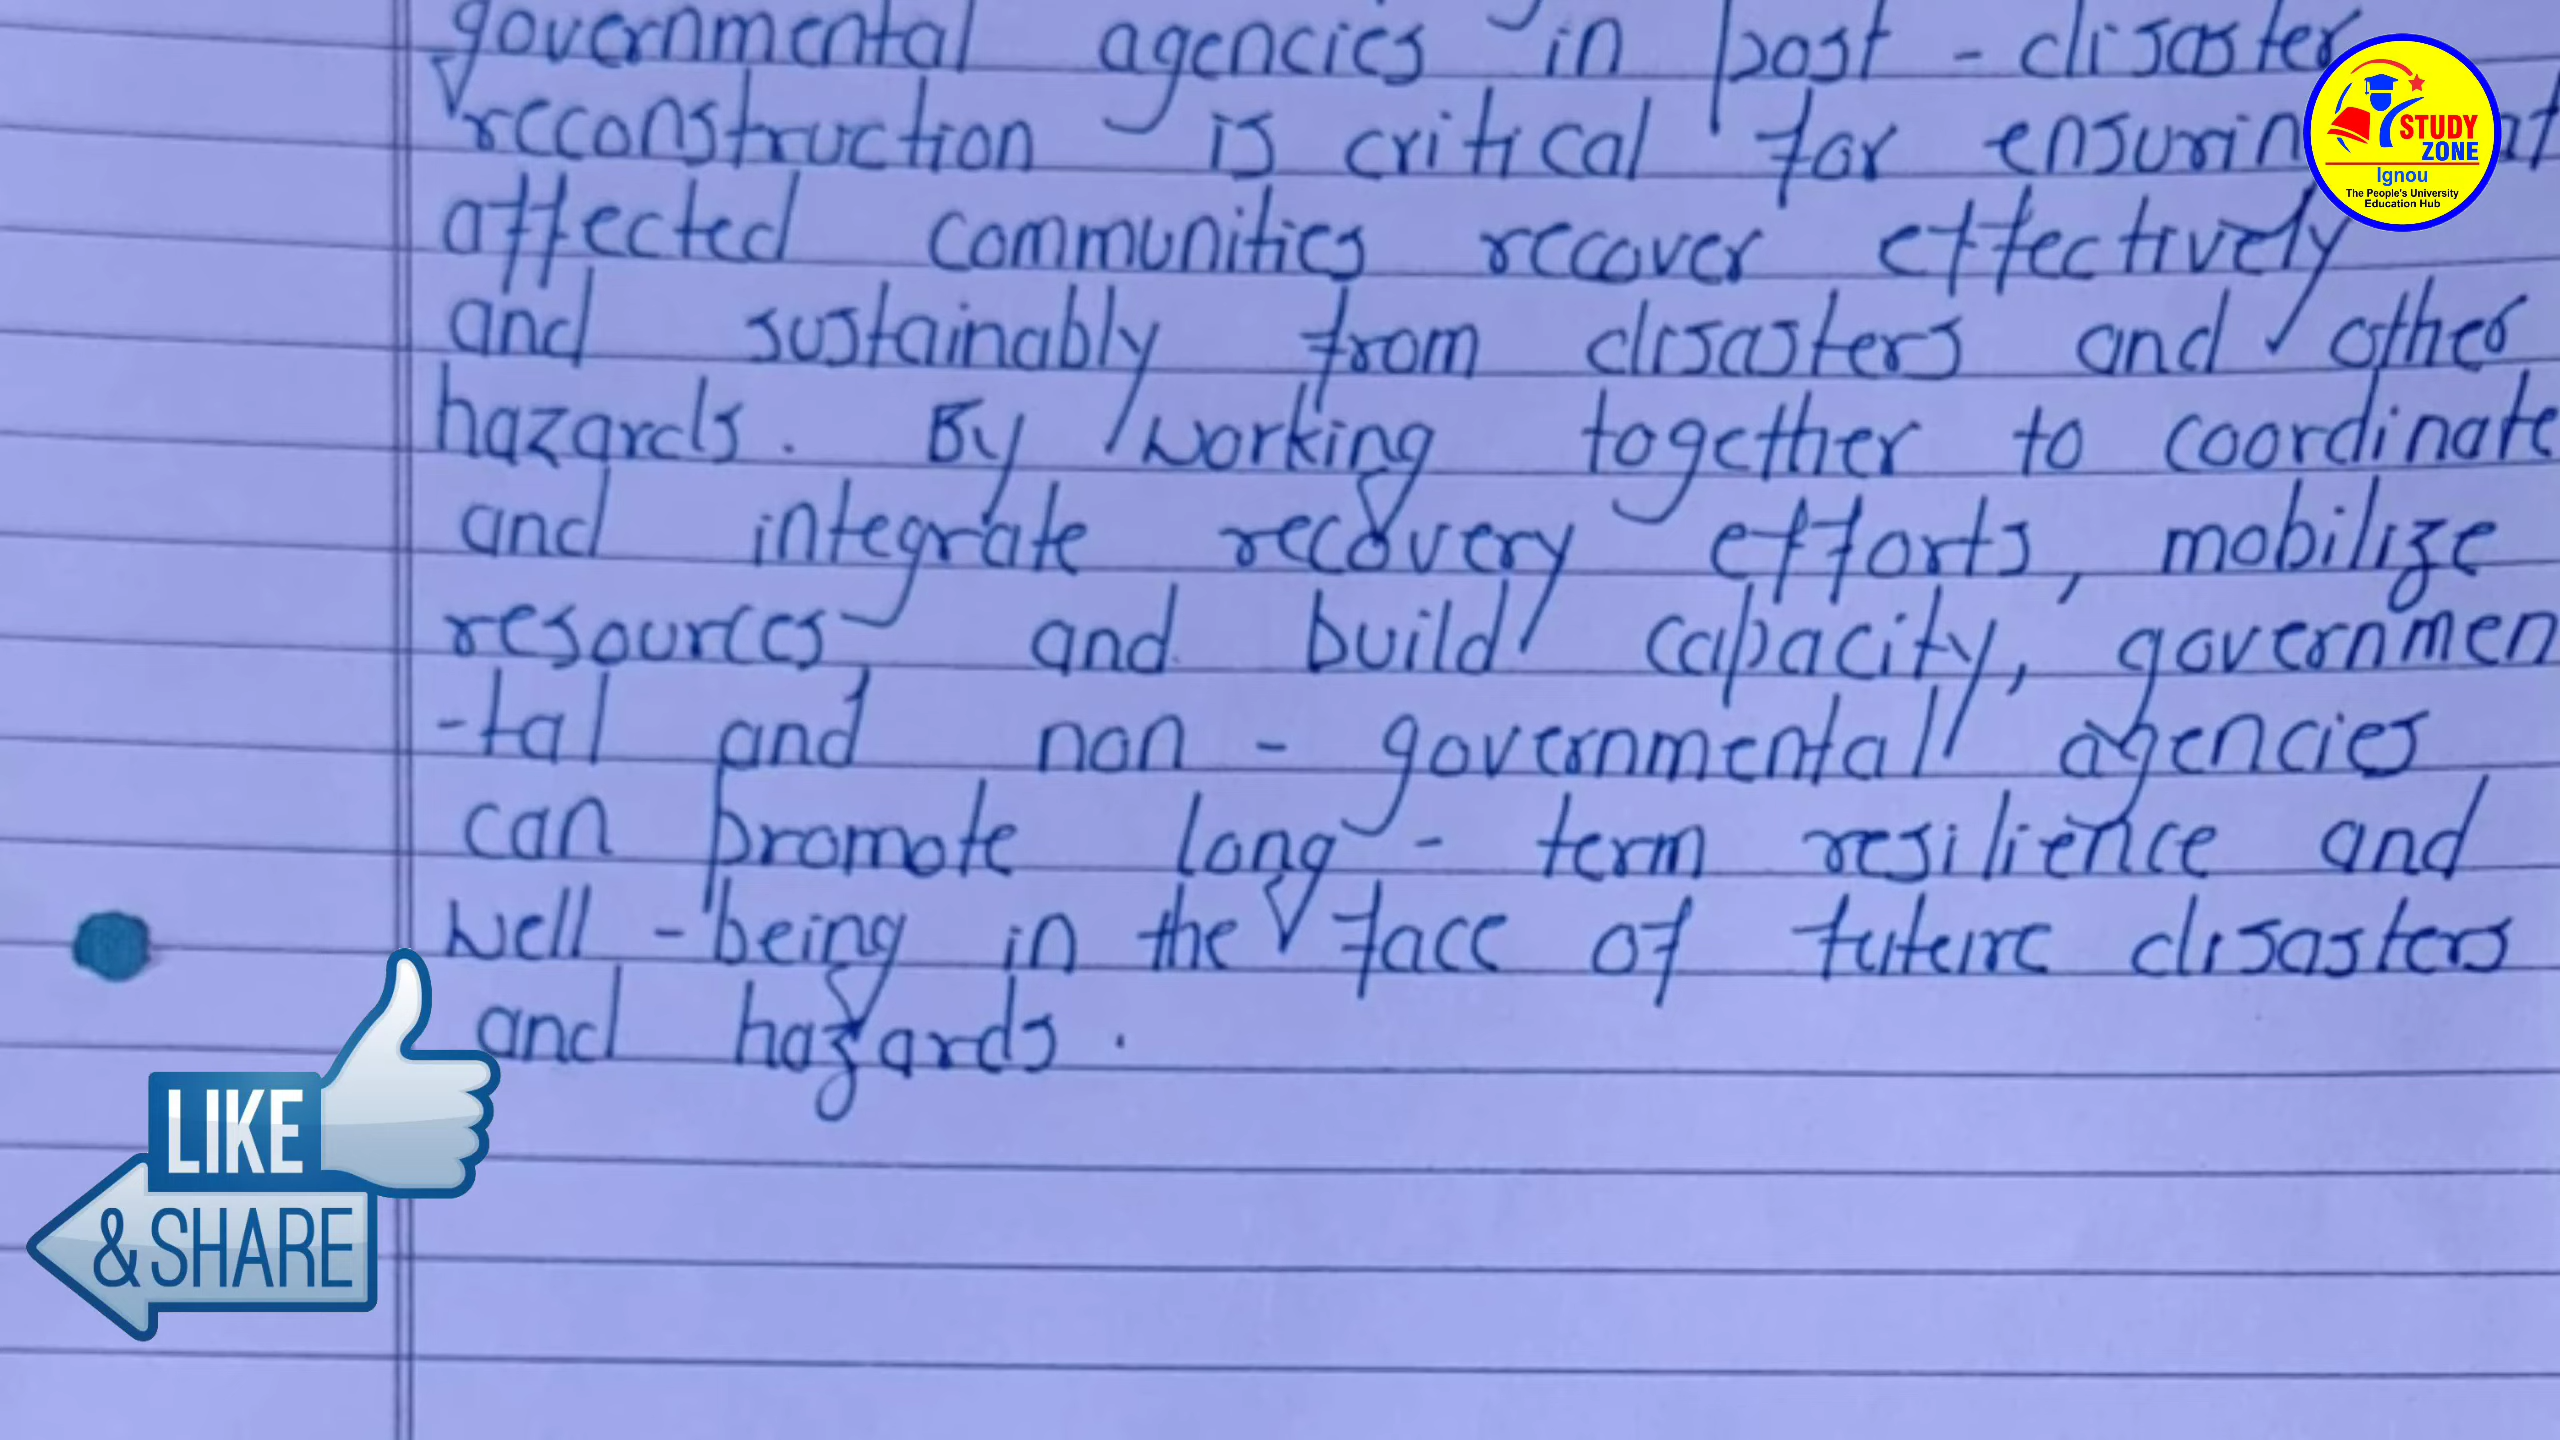 governmental agencies in post - disaster
reconstruction is critical for ensurin at
affected communities recover effectively
and sustainably from disasters and other
hazards. By working together to coordinate
and integrate recovery efforts, mobilize
resources and build capacity, governmen
-tal and non - governmental agencies
can promote long - term resilience and
well - being in the face of future disasters
and hazards.
STUDY
ZONE
Ignou
The People's University
Education Hub
LIKE
& SHARE